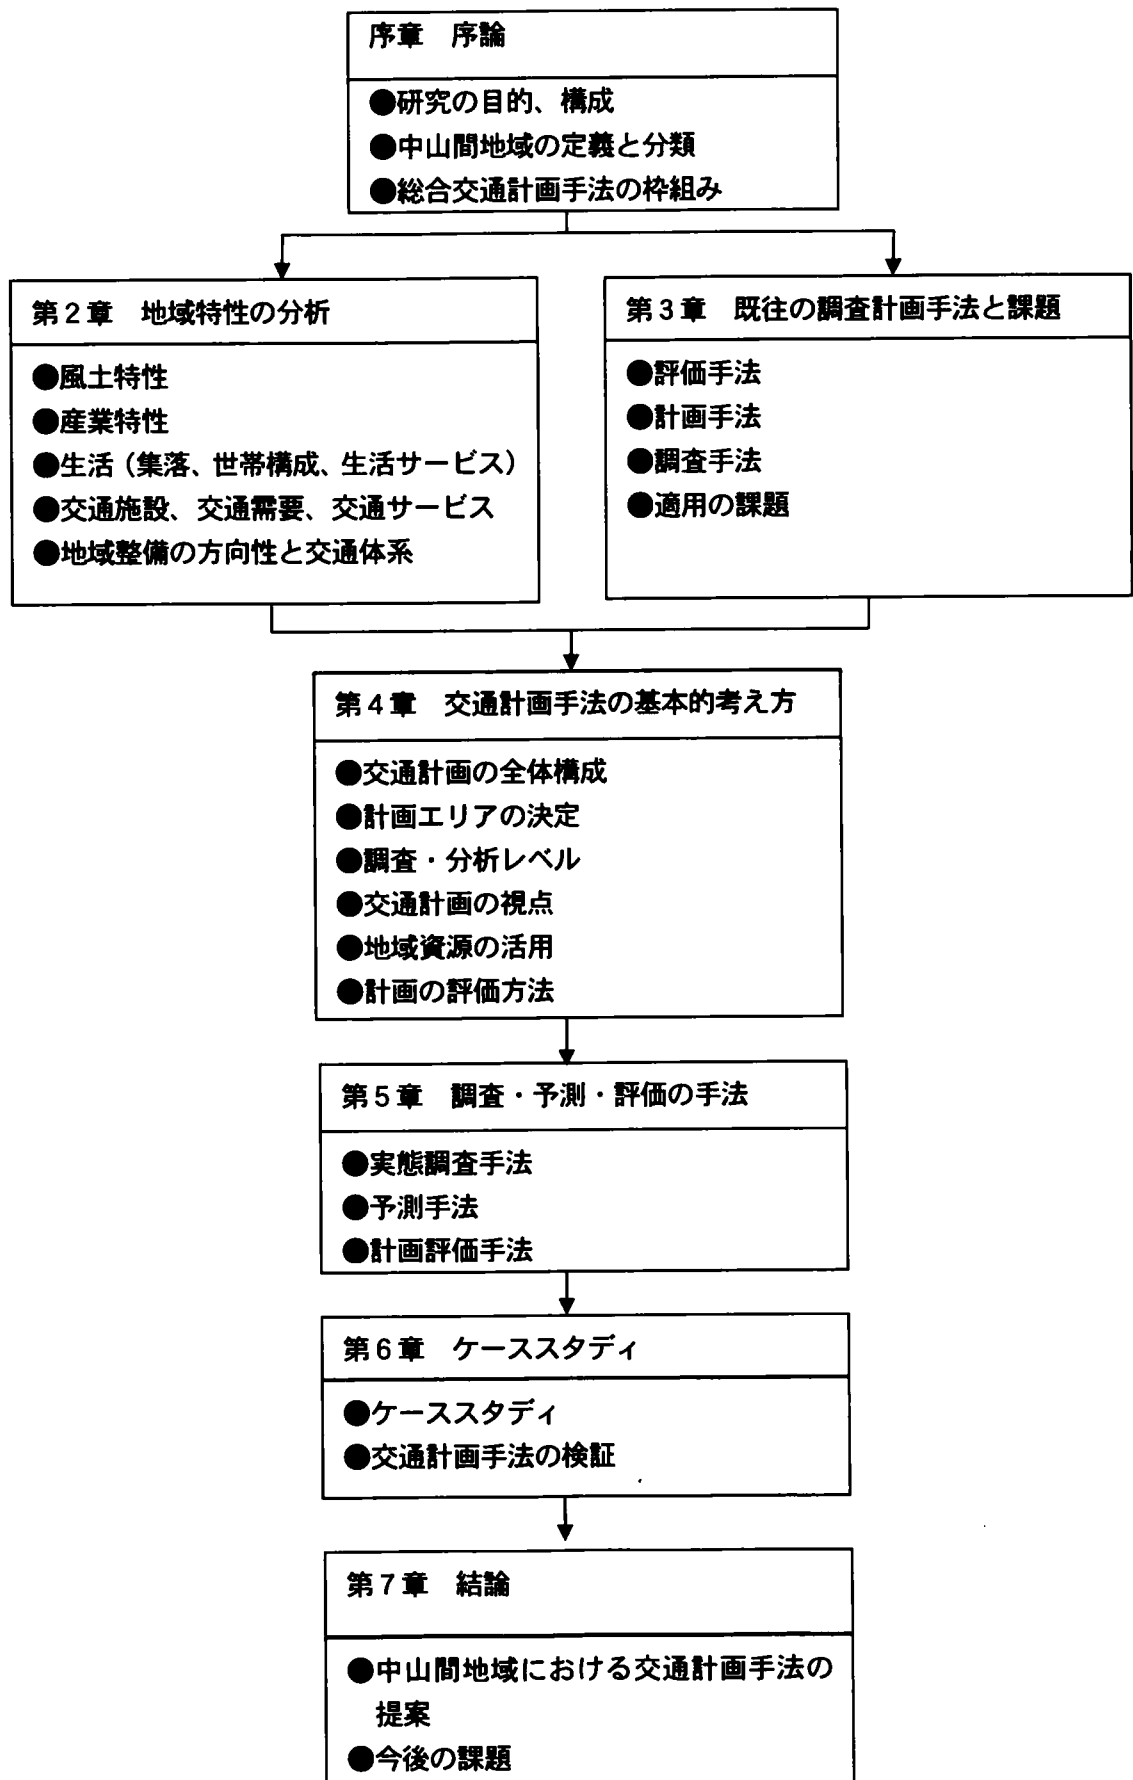 序章　序論
●研究の目的、構成
●中山間地域の定義と分類
●総合交通計画手法の枠組み
第2章　地域特性の分析
●風土特性
●産業特性
●生活（集落、世帯構成、生活サービス）
●交通施設、交通需要、交通サービス
●地域整備の方向性と交通体系
第3章　既往の調査計画手法と課題
●評価手法
●計画手法
●調査手法
●適用の課題
第4章　交通計画手法の基本的考え方
●交通計画の全体構成
●計画エリアの決定
●調査・分析レベル
●交通計画の視点
●地域資源の活用
●計画の評価方法
第5章　調査・予測・評価の手法
●実態調査手法
●予測手法
●計画評価手法
第6章　ケーススタディ
●ケーススタディ
●交通計画手法の検証
第7章　結論
●中山間地域における交通計画手法の
提案
●今後の課題